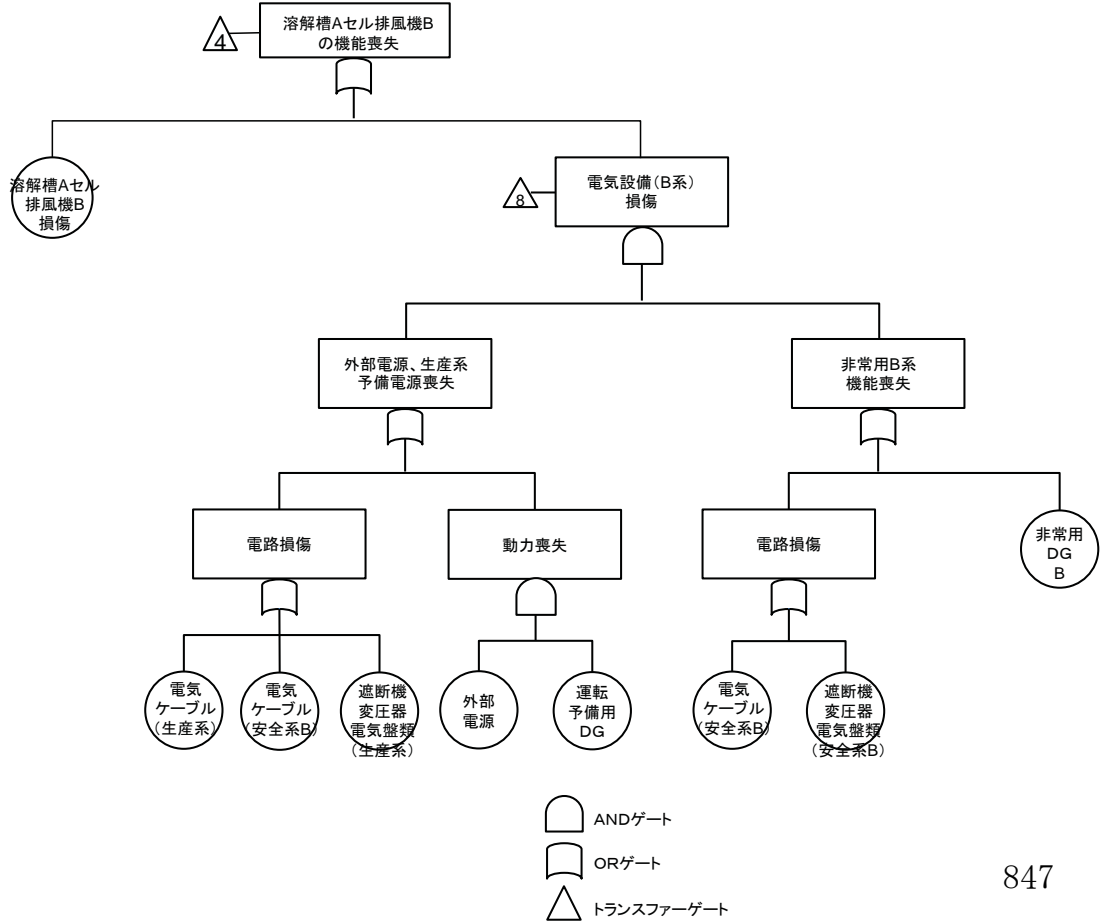 溶解槽Aセル排風機B
の機能喪失
4
溶解槽Aセル
排風機B
損傷
電気設備(B系)
損傷
8
外部電源、生産系
予備電源喪失
非常用B系
機能喪失
電路損傷
動力喪失
電路損傷
非常用
DG
B
電気
ケーブル
(生産系)
電気
ケーブル
(安全系B)
遮断機
変圧器
電気盤類
(生産系)
外部
電源
運転
予備用
DG
電気
ケーブル
(安全系B)
遮断機
変圧器
電気盤類
(安全系B)
ANDゲート
ORゲート
トランスファーゲート
847